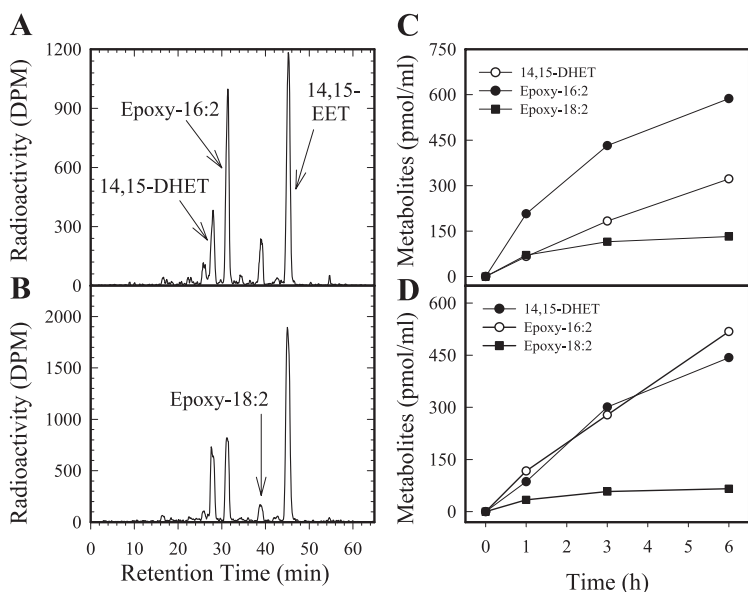 A
Radioactivity (DPM)
1200
900
600
300
0
Epoxy-16:2
14,15-DHET
14,15-
EET
B
Radioactivity (DPM)
2000
1500
1000
500
0
Epoxy-18:2
0 10 20 30 40 50 60
Retention Time (min)
C
Metabolites (pmol/ml)
750
600
450
300
150
0
14,15-DHET
Epoxy-16:2
Epoxy-18:2
D
Metabolites (pmol/ml)
600
450
300
150
0
14,15-DHET
Epoxy-16:2
Epoxy-18:2
0 1 2 3 4 5 6
Time (h)